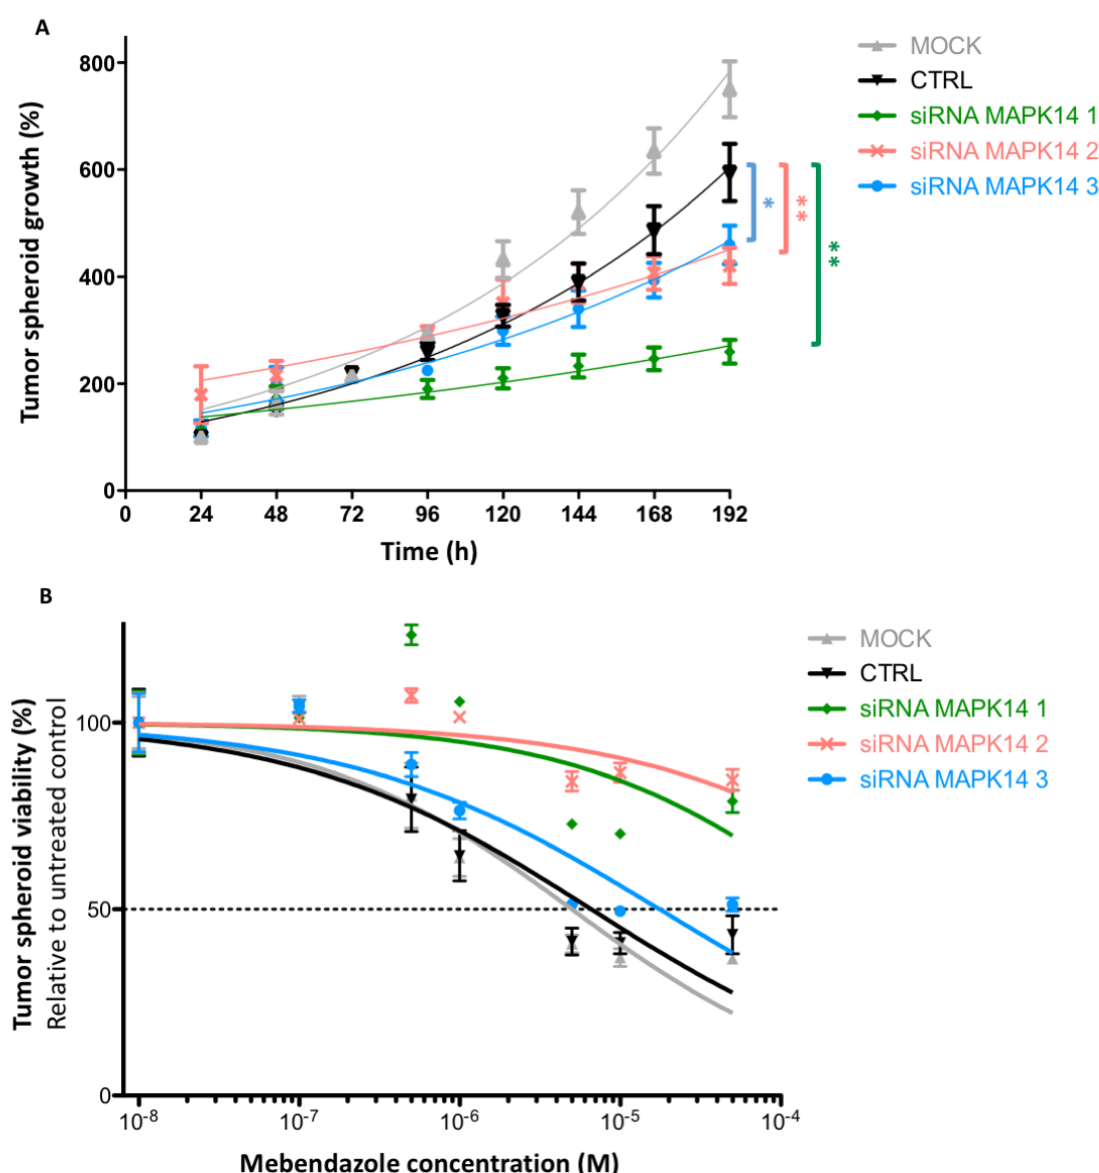 A
Tumor spheroid growth (%)
800
600
400
200
0
0 24 48 72 96 120 144 168 192
Time (h)
MOCK
CTRL
siRNA MAPK14 1
siRNA MAPK14 2
siRNA MAPK14 3
*
**
**
B
Tumor spheroid viability (%)
Relative to untreated control
100
50
0
10-8 10-7 10-6 10-5 10-4
Mebendazole concentration (M)
MOCK
CTRL
siRNA MAPK14 1
siRNA MAPK14 2
siRNA MAPK14 3